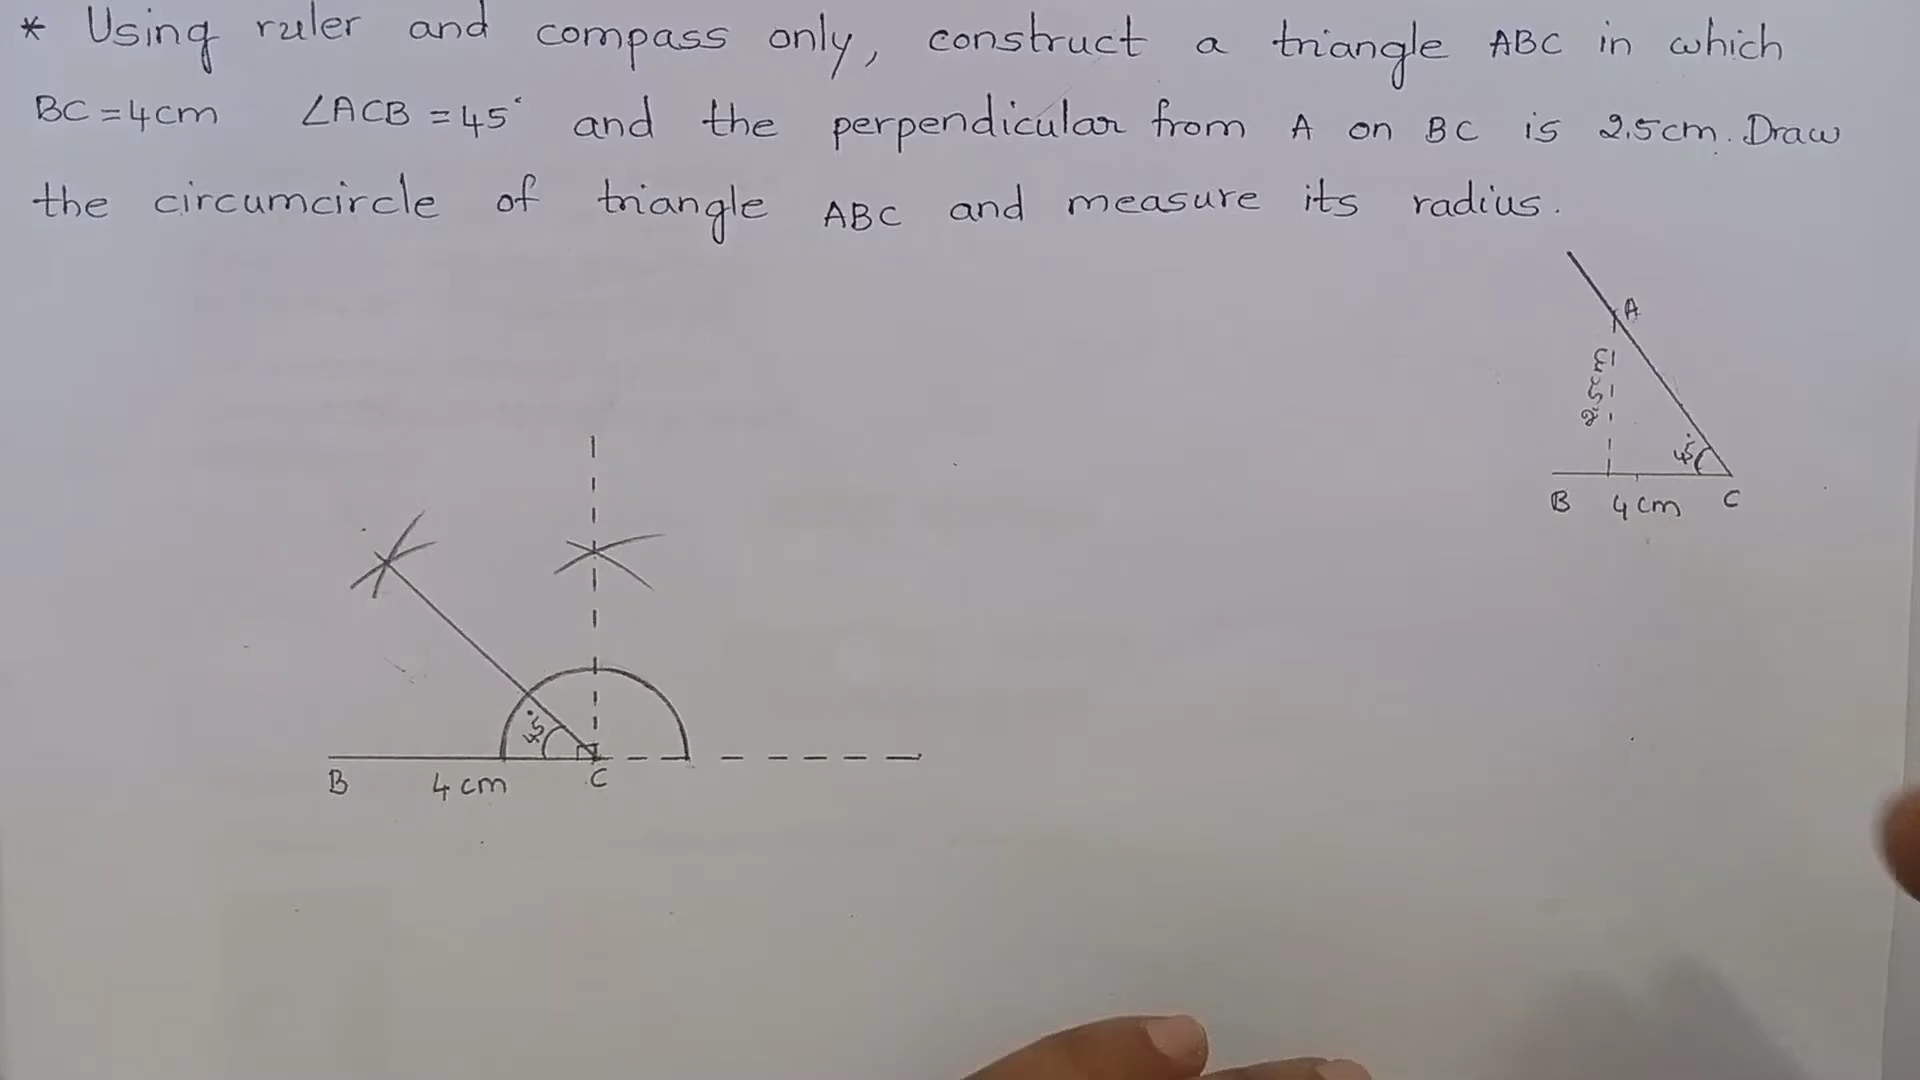 * Using ruler and compass only, construct a triangle ABC in which
BC = 4cm ∠ACB = 45° and the perpendicular from A on BC is 2.5cm. Draw
the circumcircle of triangle ABC and measure its radius.
A
2.5cm
45°
B 4cm C
45°
B 4cm C